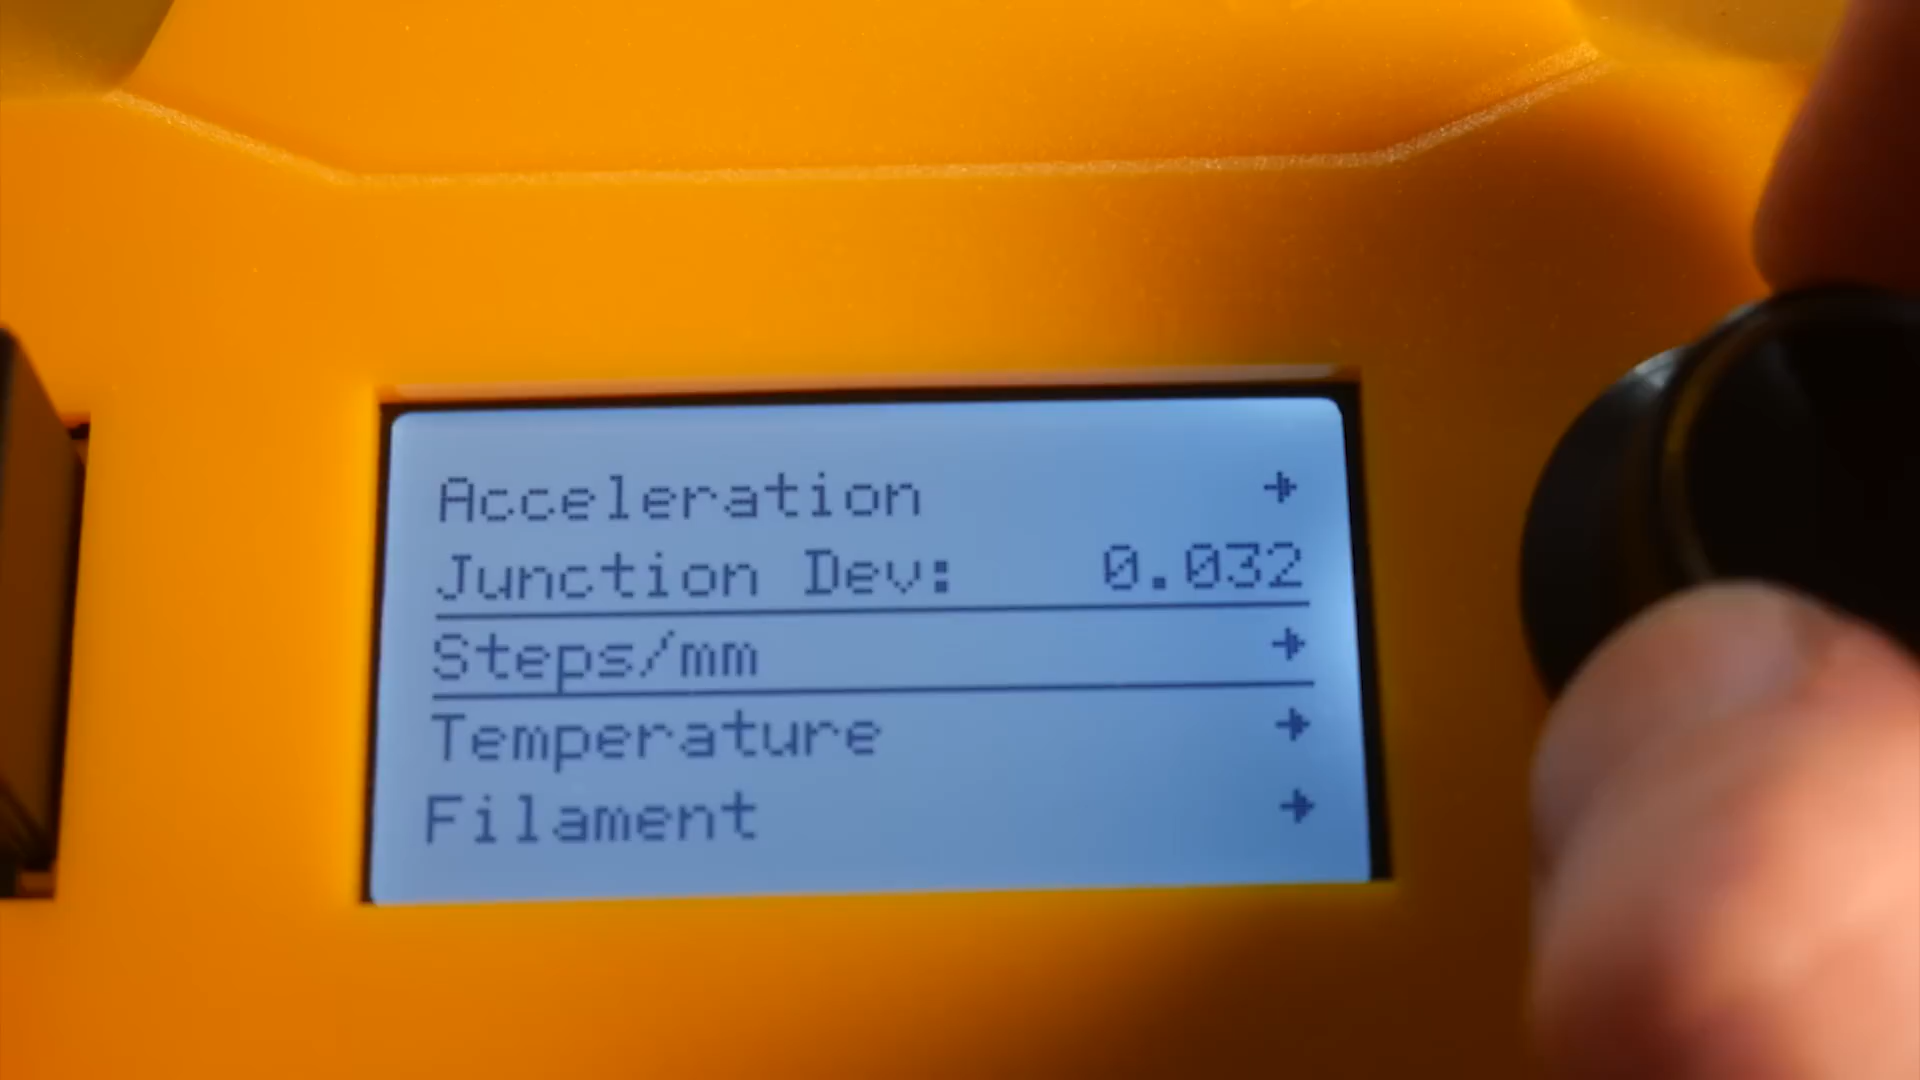 Acceleration →
Junction Dev: 0.032
Steps/mm →
Temperature →
Filament →